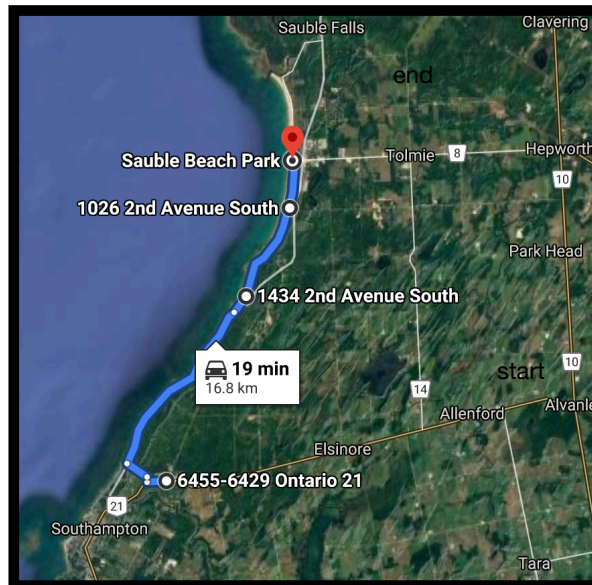 Sauble Falls
Clavering
end
Sauble Beach Park
Tolmie
8
Hepworth
10
1026 2nd Avenue South
Park Head
1434 2nd Avenue South
19 min
16.8 km
start
10
14
Allenford
Alvanle
Elsinore
6455-6429 Ontario 21
21
Southampton
Tara